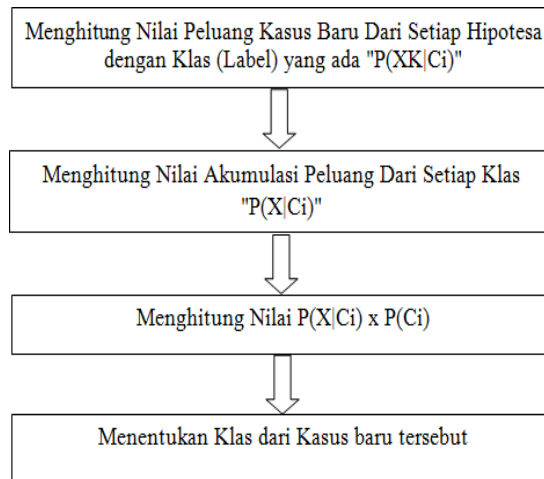 Menghitung Nilai Peluang Kasus Baru Dari Setiap Hipotesa
dengan Klas (Label) yang ada "P(XK|Ci)"
Menghitung Nilai Akumulasi Peluang Dari Setiap Klas
"P(X|Ci)"
Menghitung Nilai P(X|Ci) x P(Ci)
Menentukan Klas dari Kasus baru tersebut